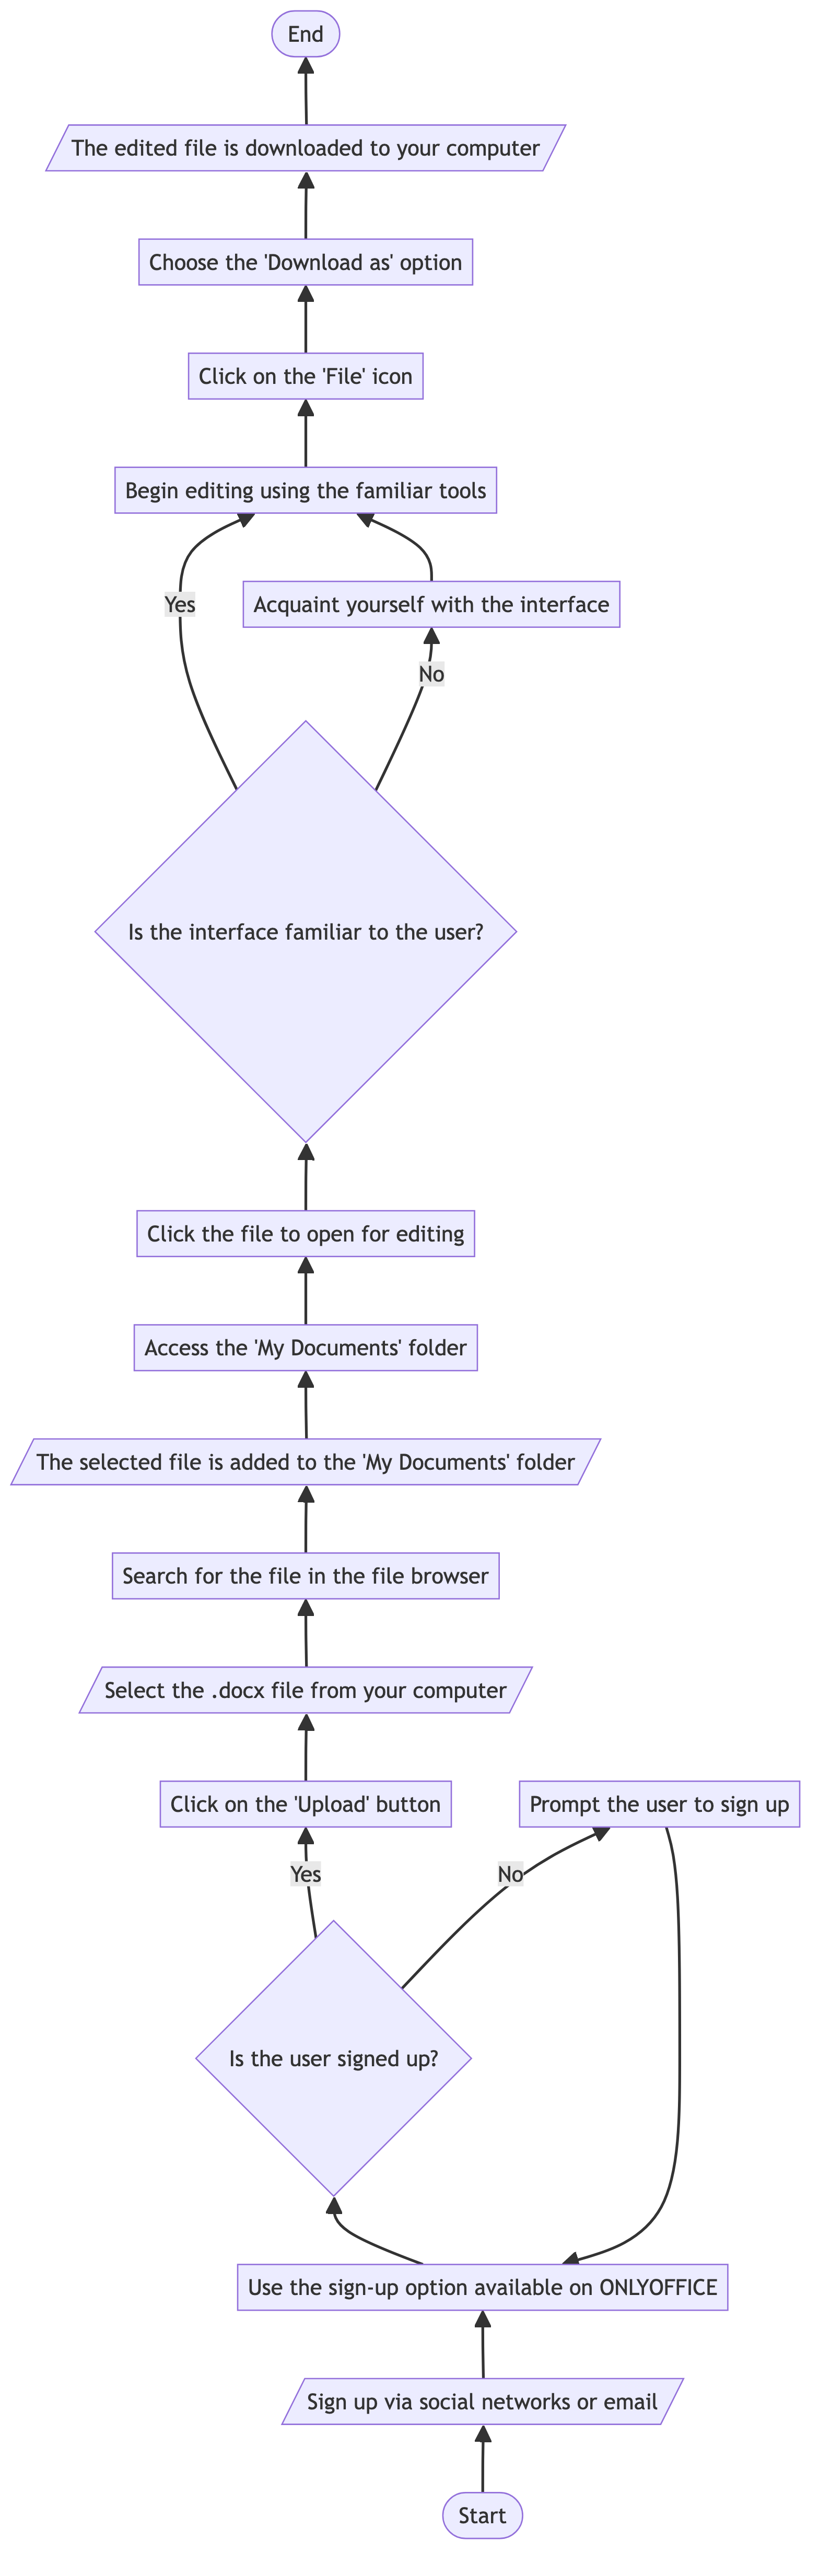 End
The edited file is downloaded to your computer
Choose the 'Download as' option
Click on the 'File' icon
Begin editing using the familiar tools
Yes
Acquaint yourself with the interface
No
Is the interface familiar to the user?
Click the file to open for editing
Access the 'My Documents' folder
The selected file is added to the 'My Documents' folder
Search for the file in the file browser
Select the .docx file from your computer
Click on the 'Upload' button
Prompt the user to sign up
Yes
No
Is the user signed up?
Use the sign-up option available on ONLYOFFICE
Sign up via social networks or email
Start